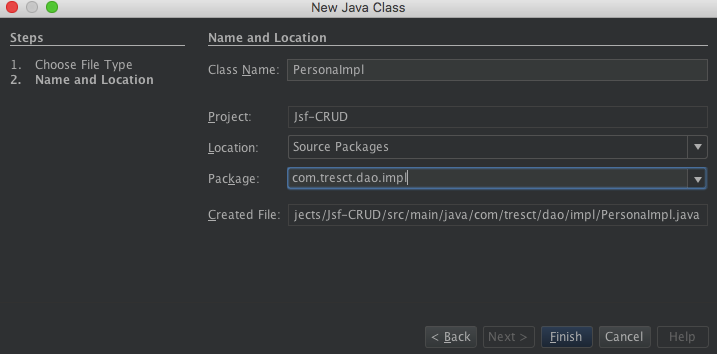 New Java Class
Steps
1. Choose File Type
2. Name and Location
Name and Location
Class Name: PersonaImpl
Project: Jsf-CRUD
Location: Source Packages
Package: com.tresct.dao.impl
Created File: jects/Jsf-CRUD/src/main/java/com/tresct/dao/impl/PersonaImpl.java
< Back Next > Finish Cancel Help